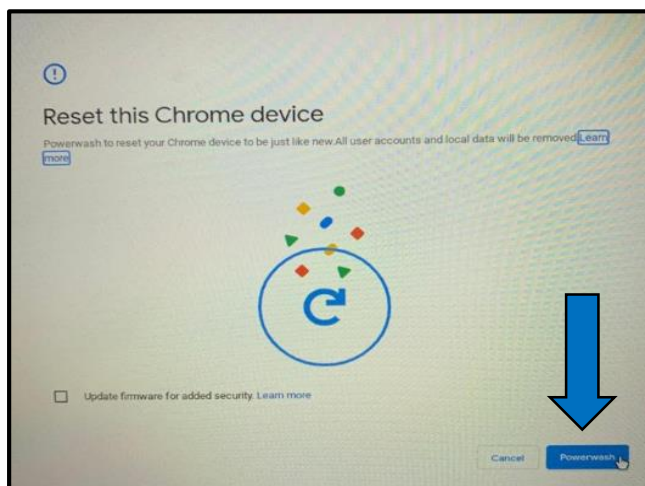 Reset this Chrome device
Powerwash to reset your Chrome device to be just like new.All user accounts and local data will be removed.Learn
more
Update firmware for added security. Learn more
Cancel
Powerwash